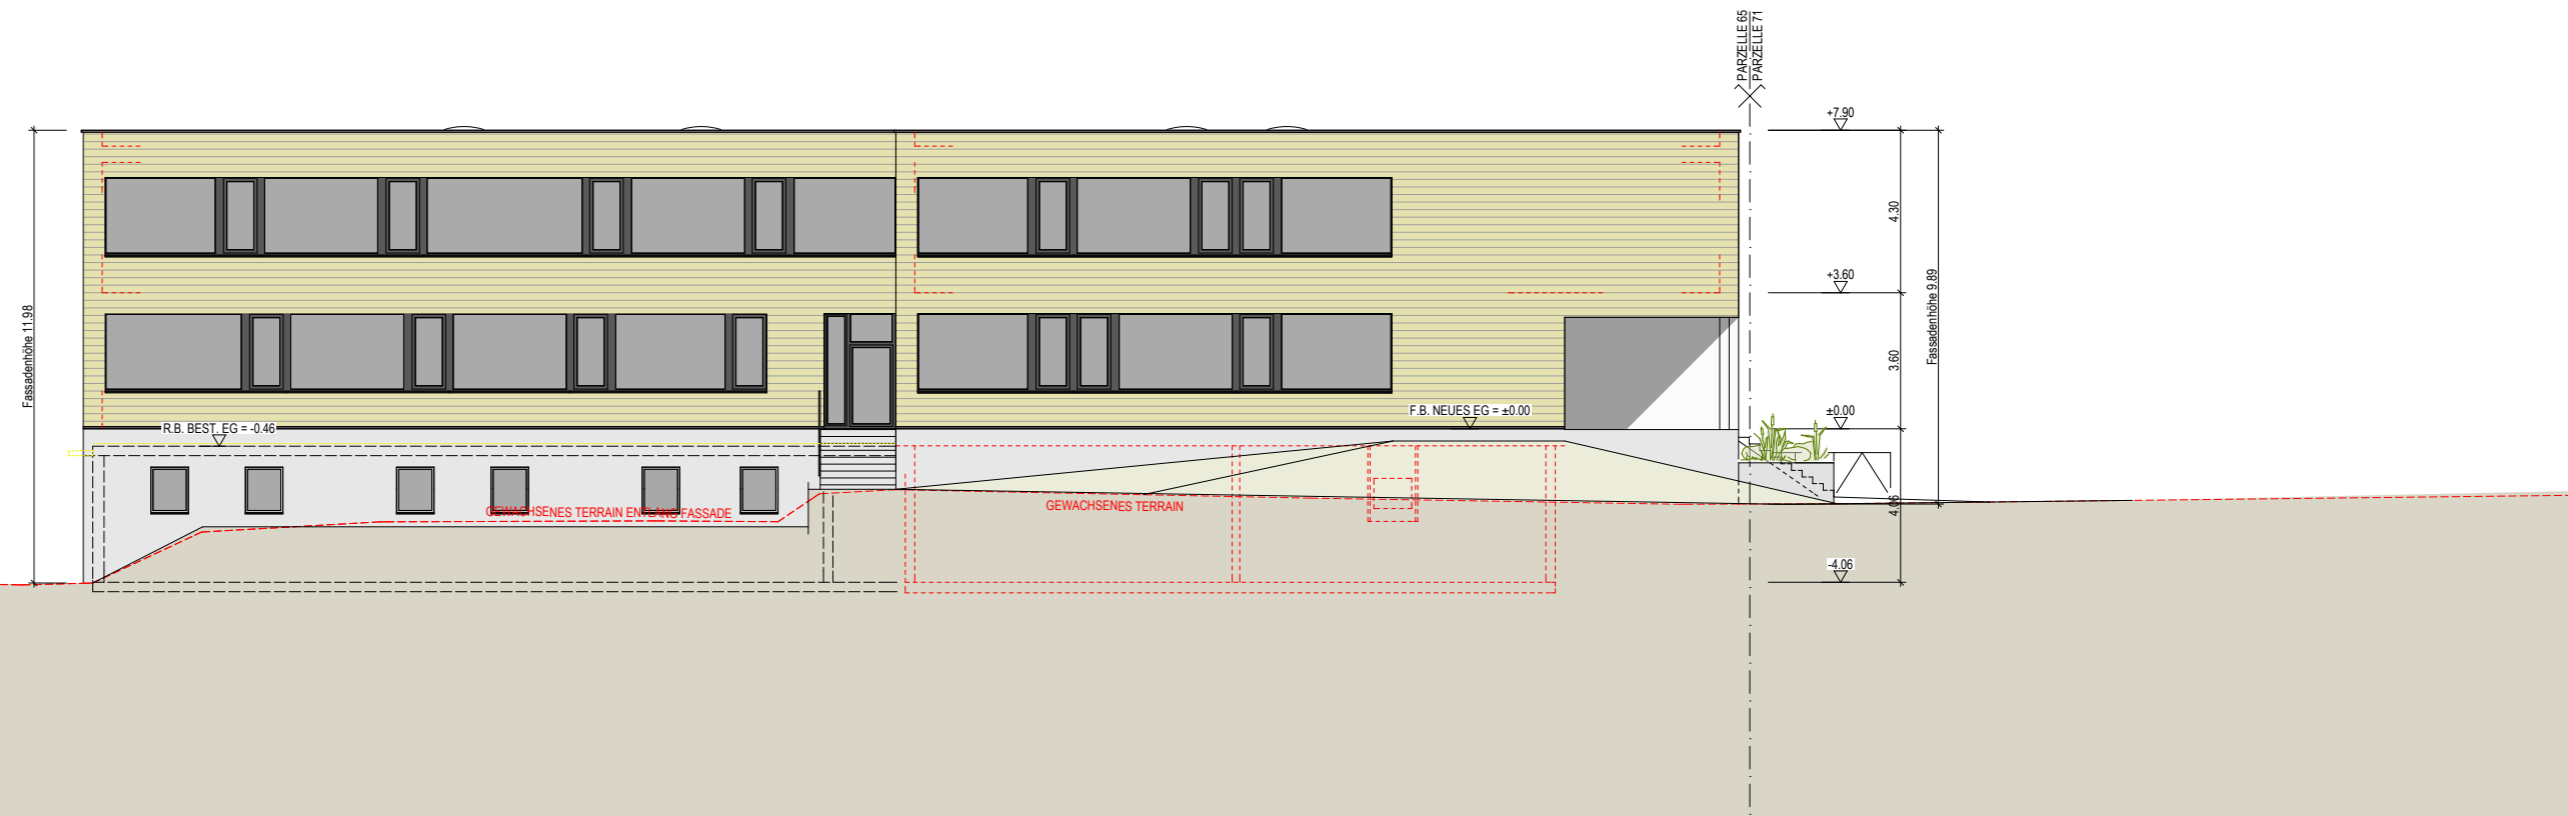 PARZELLE 65
PARZELLE 71
+7.90
4.30
+3.60
Fassadenhöhe 11.98
Fassadenhöhe 9.89
3.60
R.B. BEST. EG = -0.46
F.B. NEUES EG = ±0.00
±0.00
GEWACHSENES TERRAIN ENTLANG FASSADE
GEWACHSENES TERRAIN
4.06
-4.06